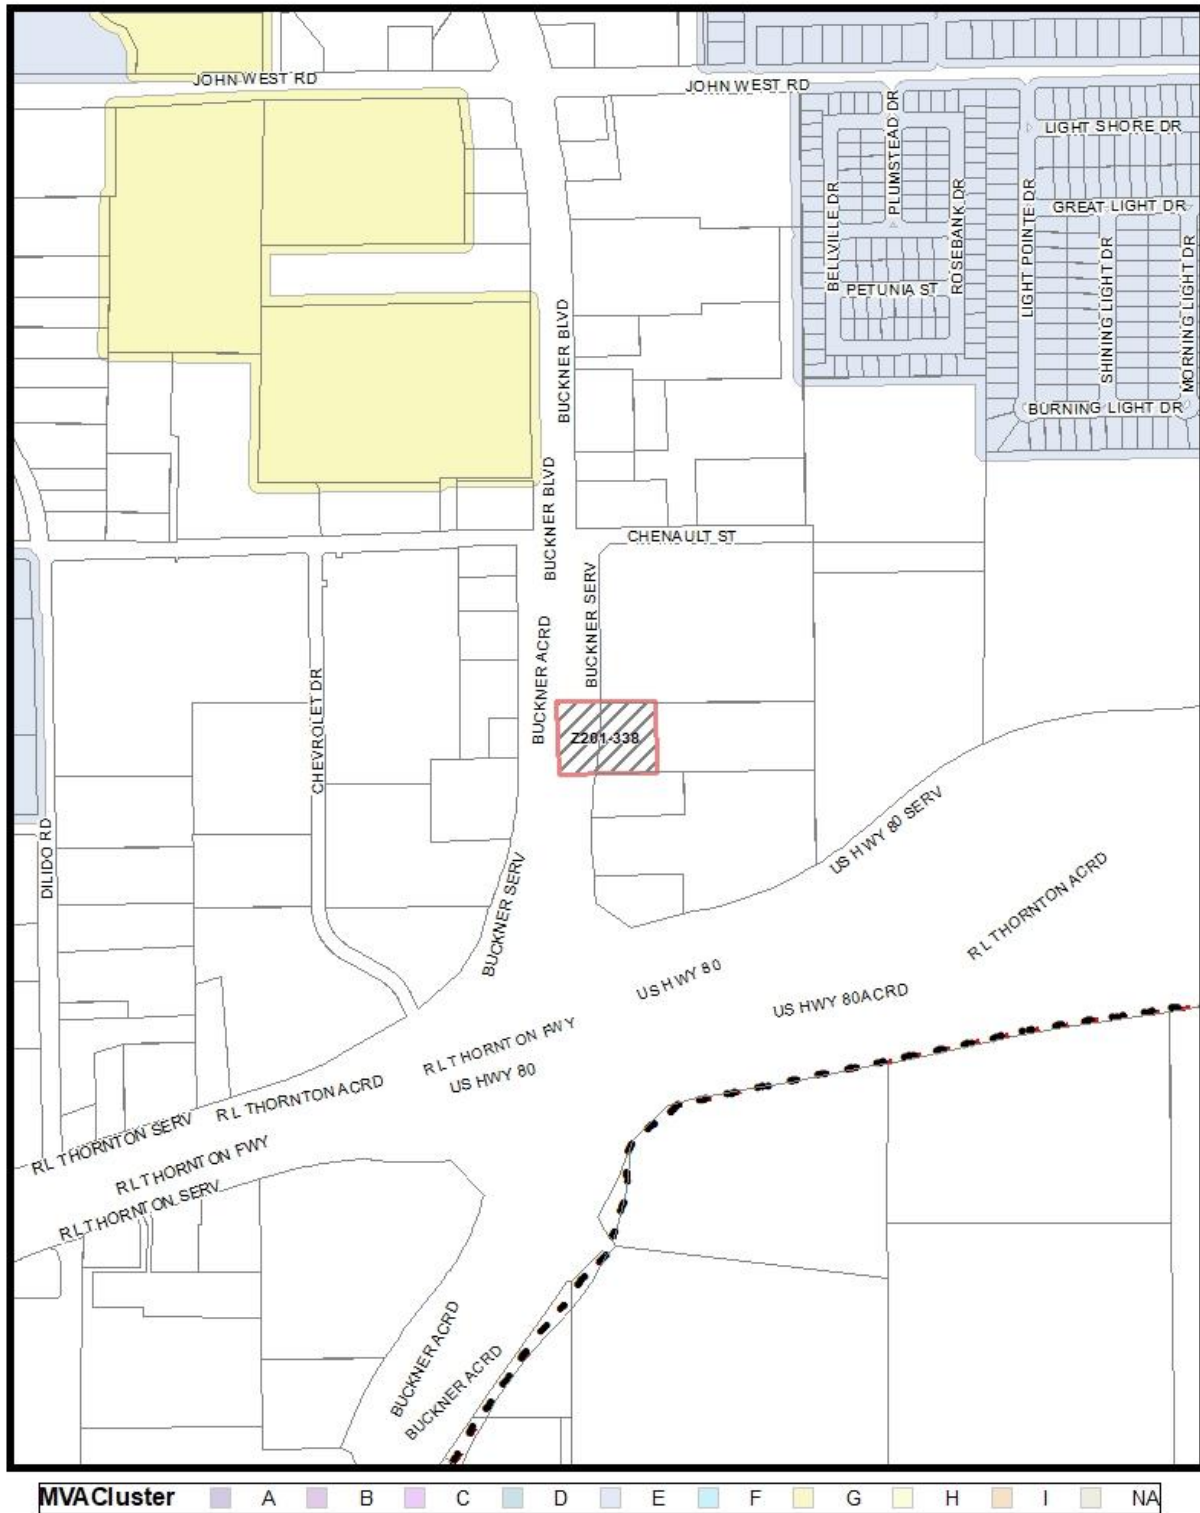 JOHN WEST RD
JOHN WEST RD
LIGHT SHORE DR
PLUMSTEAD DR
BELLVILLE DR
ROSEBANK DR
LIGHT POINTE DR
GREAT LIGHT DR
SHINING LIGHT DR
MORNING LIGHT DR
PETUNIA ST
BURNING LIGHT DR
BUCKNER BLVD
BUCKNER BLVD
CHENAULT ST
BUCKNER SERV
BUCKNER ACRD
CHEVROLET DR
Z201-338
DILIDO RD
US HWY 80 SERV
BUCKNER SERV
R L THORNTON ACRD
US HWY 80
US HWY 80 ACRD
R L THORNTON FWY
US HWY 80
R L THORNTON ACRD
R L THORNTON SERV
R L THORNTON FWY
R L THORNTON SERV
BUCKNER ACRD
BUCKNER ACRD
MVACluster A B C D E F G H I NA